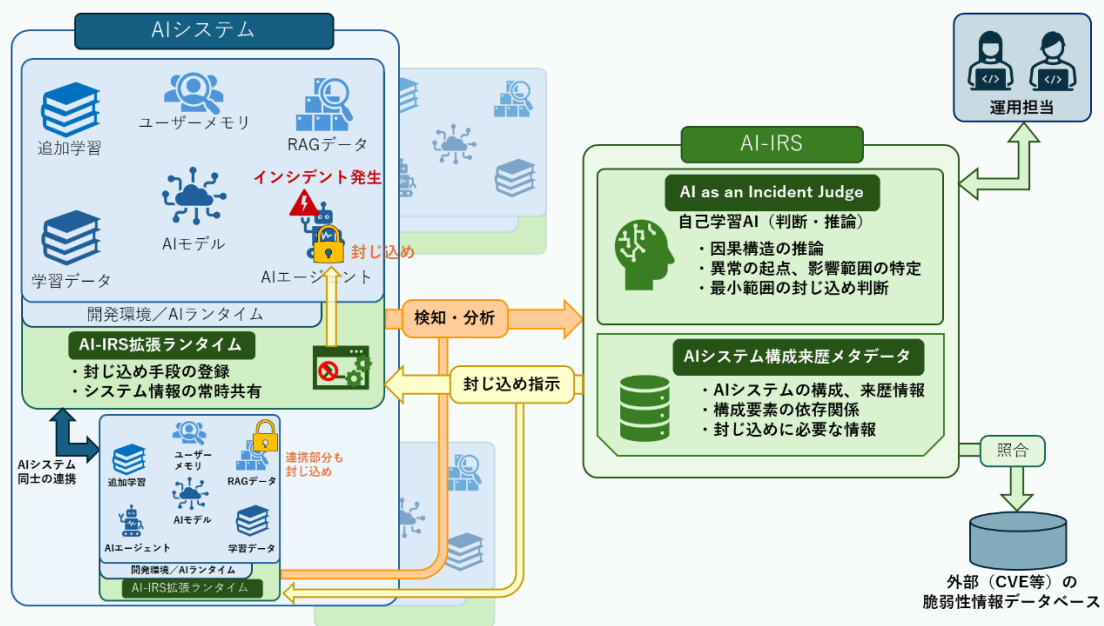 AIシステム
追加学習
ユーザーメモリ
RAGデータ
インシデント発生
AIモデル
封じ込め
学習データ
AIエージェント
開発環境／AIランタイム
AI-IRS拡張ランタイム
・封じ込め手段の登録
・システム情報の常時共有
AIシステム
同士の連携
追加学習
ユーザー
メモリ
RAGデータ
連携部分も
封じ込め
AIモデル
AIエージェント
学習データ
開発環境／AIランタイム
AI-IRS拡張ランタイム
検知・分析
封じ込め指示
AI-IRS
AI as an Incident Judge
自己学習AI（判断・推論）
・因果構造の推論
・異常の起点、影響範囲の特定
・最小範囲の封じ込め判断
AIシステム構成来歴メタデータ
・AIシステムの構成、来歴情報
・構成要素の依存関係
・封じ込めに必要な情報
運用担当
照合
外部（CVE等）の
脆弱性情報データベース